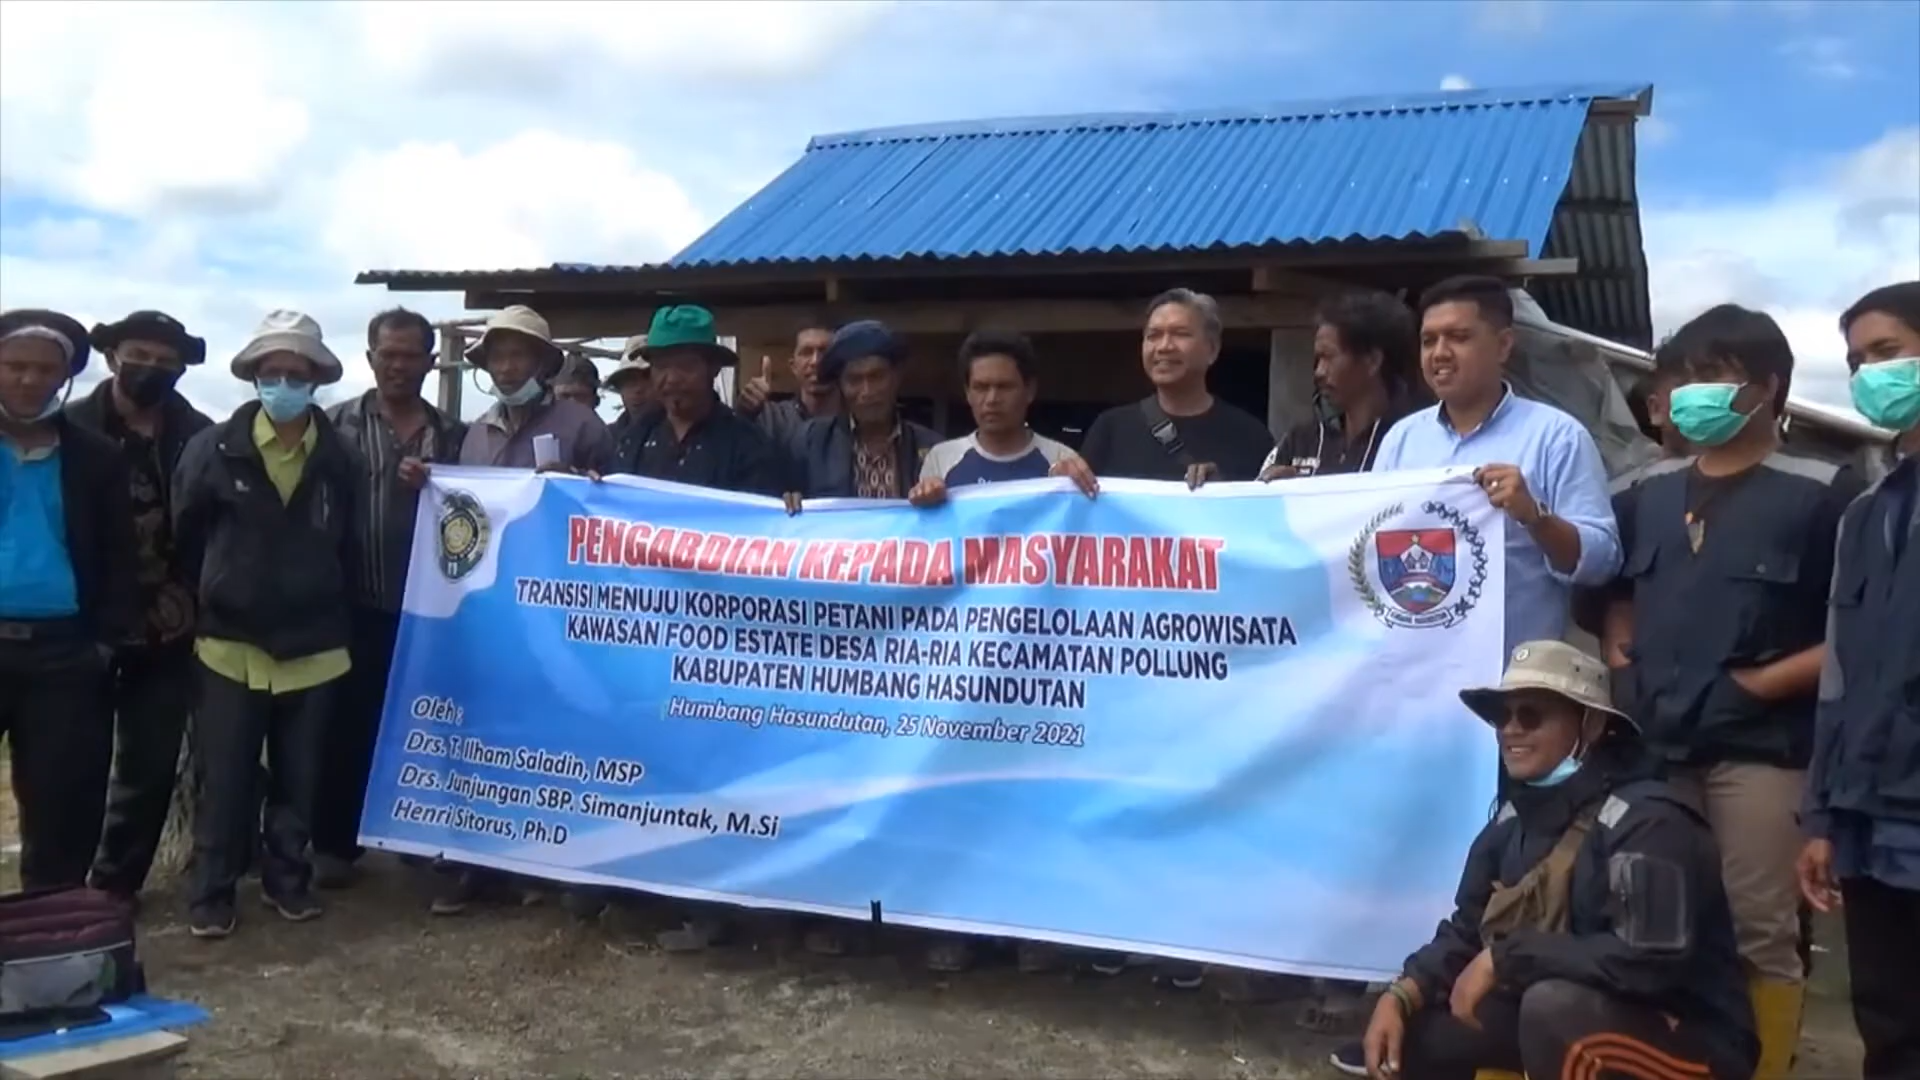 PENGABDIAN KEPADA MASYARAKAT
TRANSISI MENUJU KORPORASI PETANI PADA PENGELOLAAN AGROWISATA
KAWASAN FOOD ESTATE DESA RIA-RIA KECAMATAN POLLUNG
KABUPATEN HUMBANG HASUNDUTAN
Humbang Hasundutan, 25 November 2021
Oleh :
Drs. T. Ilham Saladin, MSP
Drs. Junjungan SBP. Simanjuntak, M.Si
Henri Sitorus, Ph.D